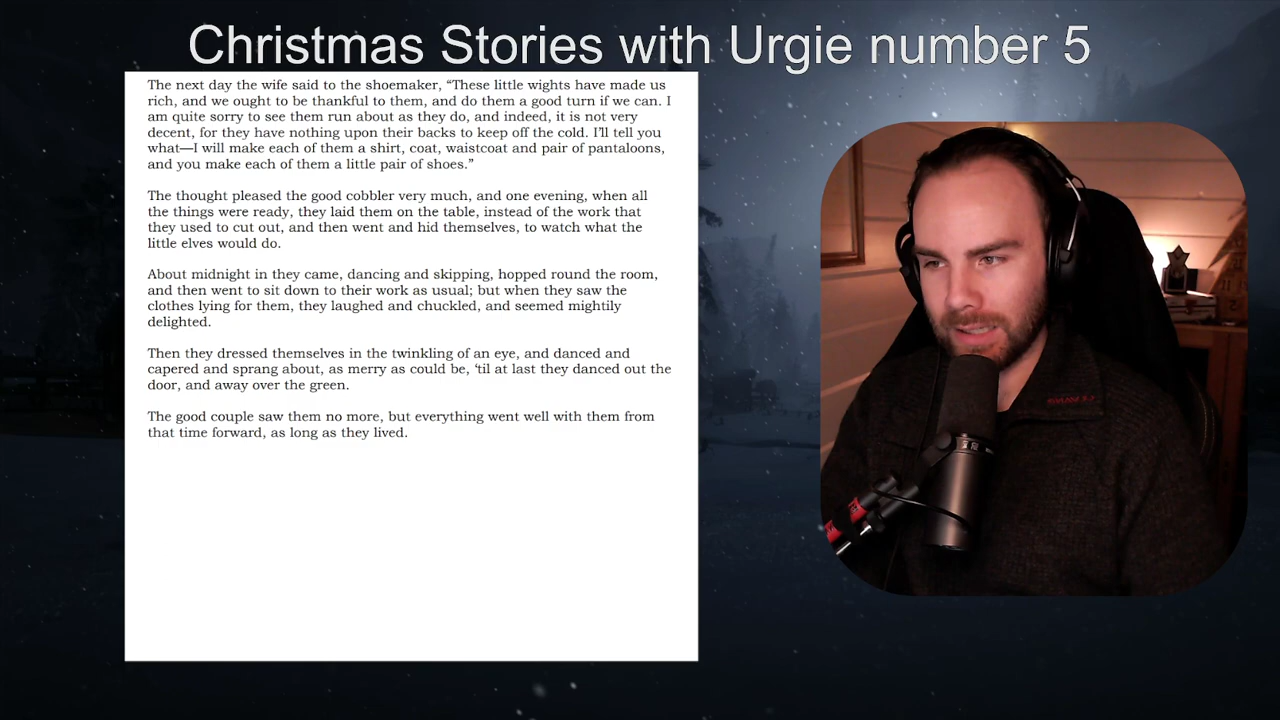 Christmas Stories with Urgie number 5
The next day the wife said to the shoemaker, “These little wights have made us
rich, and we ought to be thankful to them, and do them a good turn if we can. I
am quite sorry to see them run about as they do, and indeed, it is not very
decent, for they have nothing upon their backs to keep off the cold. I’ll tell you
what—I will make each of them a shirt, coat, waistcoat and pair of pantaloons,
and you make each of them a little pair of shoes.”
The thought pleased the good cobbler very much, and one evening, when all
the things were ready, they laid them on the table, instead of the work that
they used to cut out, and then went and hid themselves, to watch what the
little elves would do.
About midnight in they came, dancing and skipping, hopped round the room,
and then went to sit down to their work as usual; but when they saw the
clothes lying for them, they laughed and chuckled, and seemed mightily
delighted.
Then they dressed themselves in the twinkling of an eye, and danced and
capered and sprang about, as merry as could be, ‘til at last they danced out the
door, and away over the green.
The good couple saw them no more, but everything went well with them from
that time forward, as long as they lived.